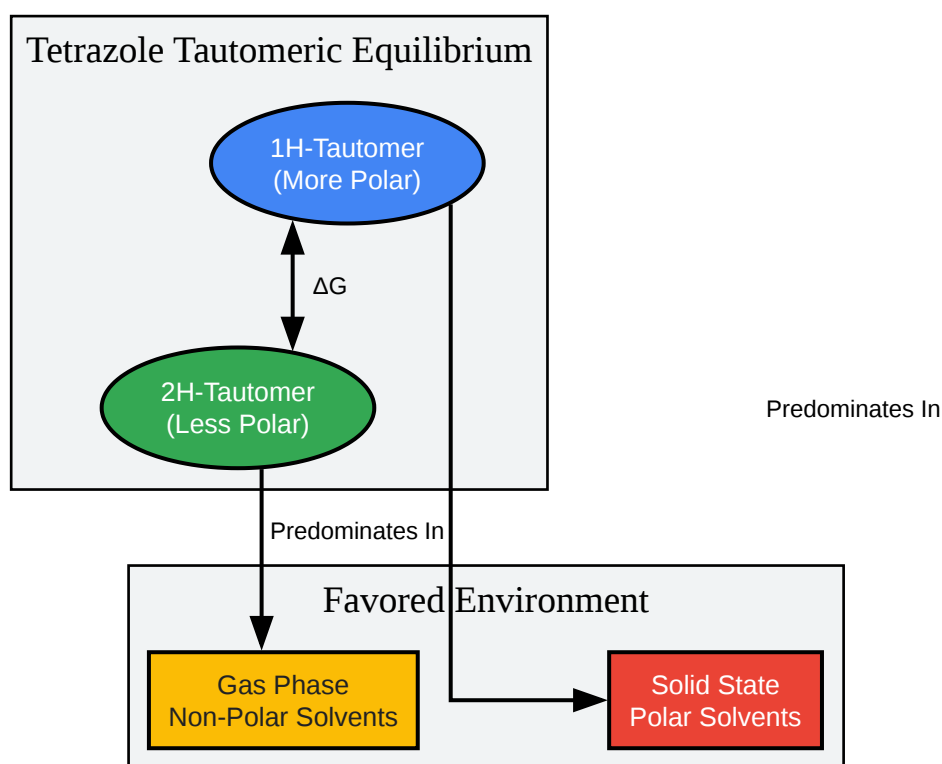 Tetrazole Tautomeric Equilibrium
1H-Tautomer
(More Polar)
ΔG
2H-Tautomer
(Less Polar)
Predominates In
Predominates In
Favored Environment
Gas Phase
Non-Polar Solvents
Solid State
Polar Solvents